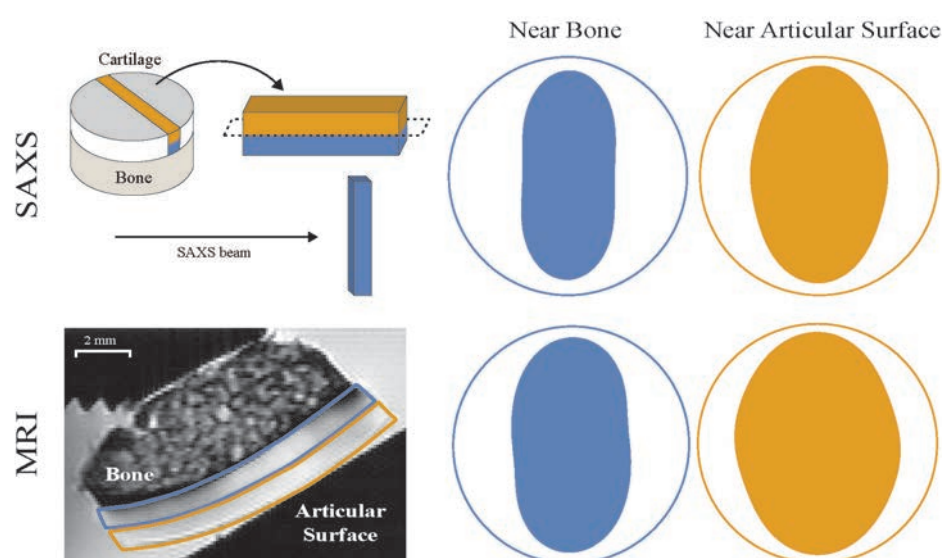 Near Bone
Near Articular Surface
SAXS
Cartilage
Bone
SAXS beam
MRI
2 mm
Bone
Articular
Surface